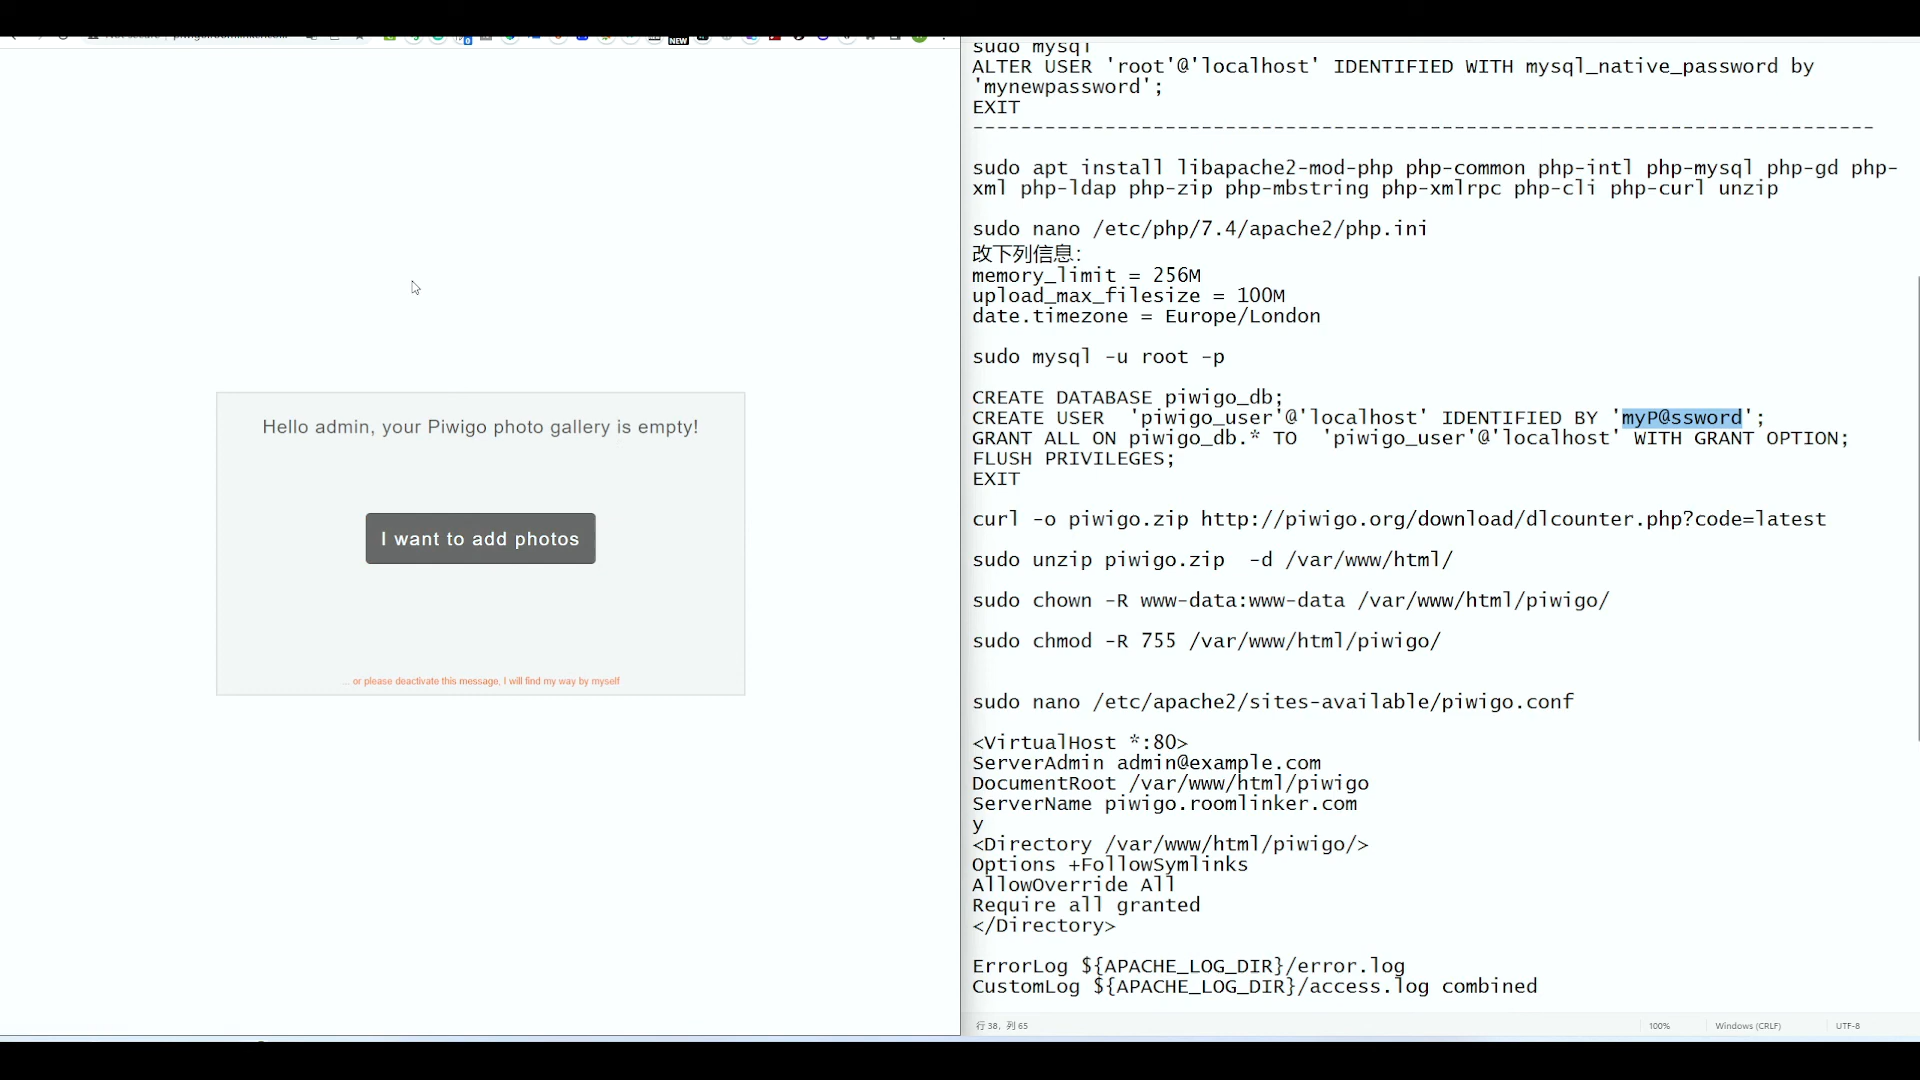 Hello admin, your Piwigo photo gallery is empty!
I want to add photos
... or please deactivate this message, I will find my way by myself
sudo mysql
ALTER USER 'root'@'localhost' IDENTIFIED WITH mysql_native_password by
'mynewpassword';
EXIT
---------------------------------------------------------------------------
sudo apt install libapache2-mod-php php-common php-intl php-mysql php-gd php-
xml php-ldap php-zip php-mbstring php-xmlrpc php-cli php-curl unzip
sudo nano /etc/php/7.4/apache2/php.ini
改下列信息:
memory_limit = 256M
upload_max_filesize = 100M
date.timezone = Europe/London
sudo mysql -u root -p
CREATE DATABASE piwigo_db;
CREATE USER  'piwigo_user'@'localhost' IDENTIFIED BY 'myP@ssword';
GRANT ALL ON piwigo_db.* TO  'piwigo_user'@'localhost' WITH GRANT OPTION;
FLUSH PRIVILEGES;
EXIT
curl -o piwigo.zip http://piwigo.org/download/dlcounter.php?code=latest
sudo unzip piwigo.zip  -d /var/www/html/
sudo chown -R www-data:www-data /var/www/html/piwigo/
sudo chmod -R 755 /var/www/html/piwigo/
sudo nano /etc/apache2/sites-available/piwigo.conf
<VirtualHost *:80>
ServerAdmin admin@example.com
DocumentRoot /var/www/html/piwigo
ServerName piwigo.roomlinker.com
y
<Directory /var/www/html/piwigo/>
Options +FollowSymlinks
AllowOverride All
Require all granted
</Directory>
ErrorLog ${APACHE_LOG_DIR}/error.log
CustomLog ${APACHE_LOG_DIR}/access.log combined
行 38, 列 65
100%
Windows (CRLF)
UTF-8
NEW